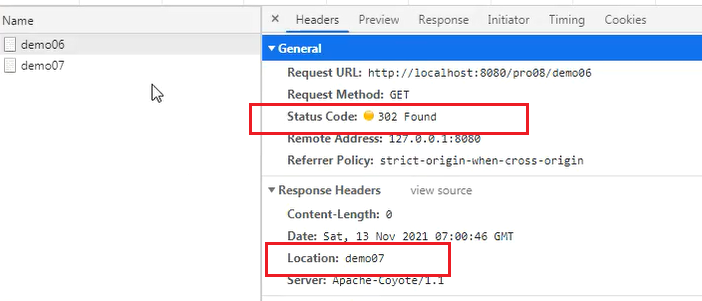 Name
demo06
demo07
Headers Preview Response Initiator Timing Cookies
General
Request URL: http://localhost:8080/pro08/demo06
Request Method: GET
Status Code: 302 Found
Remote Address: 127.0.0.1:8080
Referrer Policy: strict-origin-when-cross-origin
Response Headers view source
Content-Length: 0
Date: Sat, 13 Nov 2021 07:00:46 GMT
Location: demo07
Server: Apache-Coyote/1.1